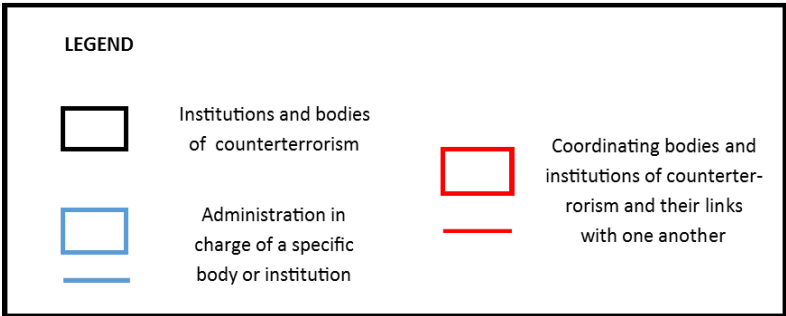 LEGEND
Institutions and bodies
of counterterrorism
Administration in
charge of a specific
body or institution
Coordinating bodies and
institutions of counterter-
rorism and their links
with one another